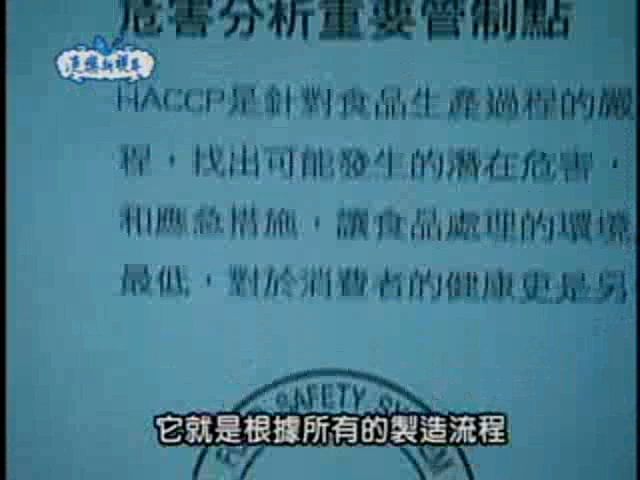 危害分析重要管制點
HACCP是針對食品生產過程的嚴
程，找出可能發生的潛在危害，
和應急措施，讓食品處理的環境
最低，對於消費者的健康更是另
SAFETY
它就是根據所有的製造流程